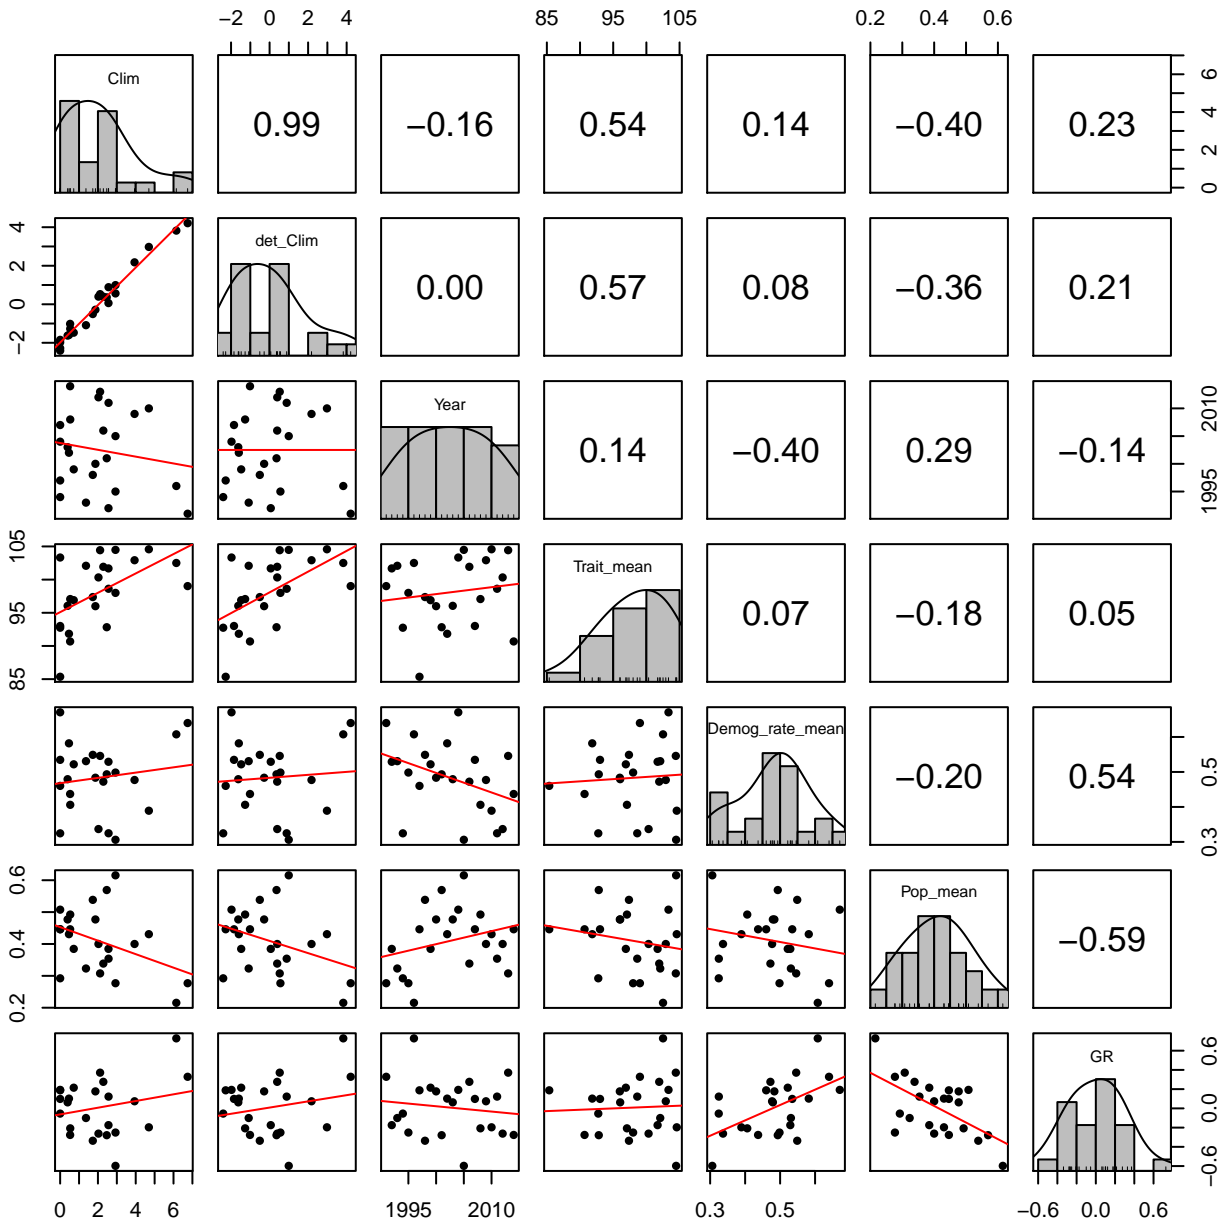 −2 0 2 4 85 95 105 0.2 0.4 0.6
Clim
0.99 −0.16 0.54 0.14 −0.40 0.23
0 2 4 6
−2 0 2 4
det_Clim
0.00 0.57 0.08 −0.36 0.21
Year
0.14 −0.40 0.29 −0.14
1995 2010
85 95 105
Trait_mean
0.07 −0.18 0.05
Demog_rate_mean
−0.20 0.54
0.3 0.5
0.2 0.4 0.6
Pop_mean
−0.59
GR
−0.6 0.0 0.6
0 2 4 6 1995 2010 0.3 0.5 −0.6 0.0 0.6